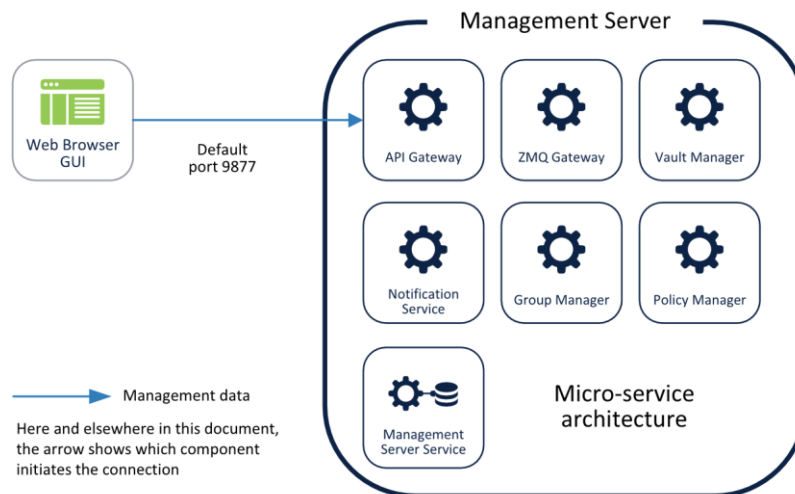 Management Server
Web Browser
GUI
Default
port 9877
API Gateway
ZMQ Gateway
Vault Manager
Notification
Service
Group Manager
Policy Manager
Management
Server Service
Micro-service
architecture
Management data
Here and elsewhere in this document,
the arrow shows which component
initiates the connection